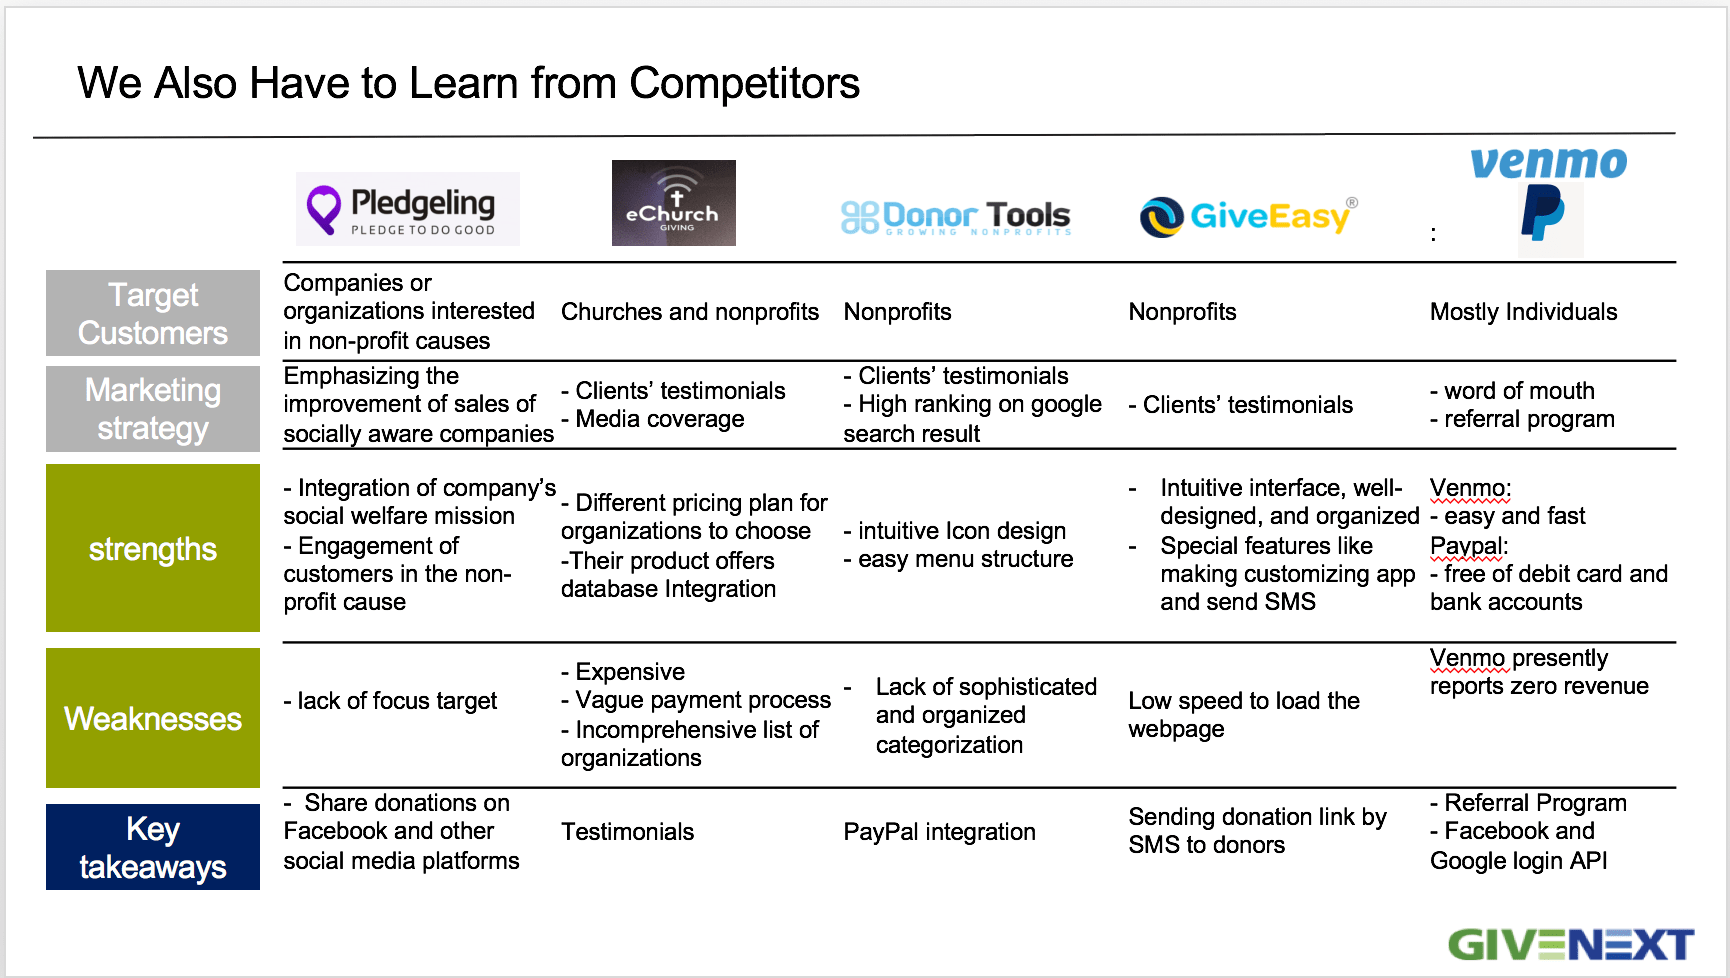 We Also Have to Learn from Competitors
Pledgeling
PLEDGE TO DO GOOD
eChurch
GIVING
Donor Tools
GROWING NONPROFITS
GiveEasy®
:
venmo
Target
Customers
Companies or
organizations interested
in non-profit causes
Churches and nonprofits
Nonprofits
Nonprofits
Mostly Individuals
Marketing
strategy
Emphasizing the
improvement of sales of
socially aware companies
- Clients’ testimonials
- Media coverage
- Clients’ testimonials
- High ranking on google
search result
- Clients’ testimonials
- word of mouth
- referral program
strengths
- Integration of company’s
social welfare mission
- Engagement of
customers in the non-
profit cause
- Different pricing plan for
organizations to choose
-Their product offers
database Integration
- intuitive Icon design
- easy menu structure
- Intuitive interface, well-
designed, and organized
- Special features like
making customizing app
and send SMS
Venmo:
- easy and fast
Paypal:
- free of debit card and
bank accounts
Weaknesses
- lack of focus target
- Expensive
- Vague payment process
- Incomprehensive list of
organizations
- Lack of sophisticated
and organized
categorization
Low speed to load the
webpage
Venmo presently
reports zero revenue
Key
takeaways
- Share donations on
Facebook and other
social media platforms
Testimonials
PayPal integration
Sending donation link by
SMS to donors
- Referral Program
- Facebook and
Google login API
GIVENEXT